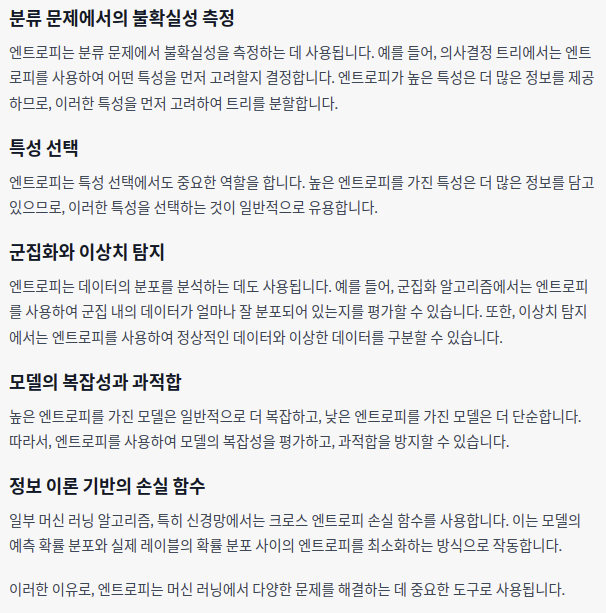 분류 문제에서의 불확실성 측정
엔트로피는 분류 문제에서 불확실성을 측정하는 데 사용됩니다. 예를 들어, 의사결정 트리에서는 엔트
로피를 사용하여 어떤 특성을 먼저 고려할지 결정합니다. 엔트로피가 높은 특성은 더 많은 정보를 제공
하므로, 이러한 특성을 먼저 고려하여 트리를 분할합니다.
특성 선택
엔트로피는 특성 선택에서도 중요한 역할을 합니다. 높은 엔트로피를 가진 특성은 더 많은 정보를 담고
있으므로, 이러한 특성을 선택하는 것이 일반적으로 유용합니다.
군집화와 이상치 탐지
엔트로피는 데이터의 분포를 분석하는 데도 사용됩니다. 예를 들어, 군집화 알고리즘에서는 엔트로피
를 사용하여 군집 내의 데이터가 얼마나 잘 분포되어 있는지를 평가할 수 있습니다. 또한, 이상치 탐지
에서는 엔트로피를 사용하여 정상적인 데이터와 이상한 데이터를 구분할 수 있습니다.
모델의 복잡성과 과적합
높은 엔트로피를 가진 모델은 일반적으로 더 복잡하고, 낮은 엔트로피를 가진 모델은 더 단순합니다.
따라서, 엔트로피를 사용하여 모델의 복잡성을 평가하고, 과적합을 방지할 수 있습니다.
정보 이론 기반의 손실 함수
일부 머신 러닝 알고리즘, 특히 신경망에서는 크로스 엔트로피 손실 함수를 사용합니다. 이는 모델의
예측 확률 분포와 실제 레이블의 확률 분포 사이의 엔트로피를 최소화하는 방식으로 작동합니다.
이러한 이유로, 엔트로피는 머신 러닝에서 다양한 문제를 해결하는 데 중요한 도구로 사용됩니다.